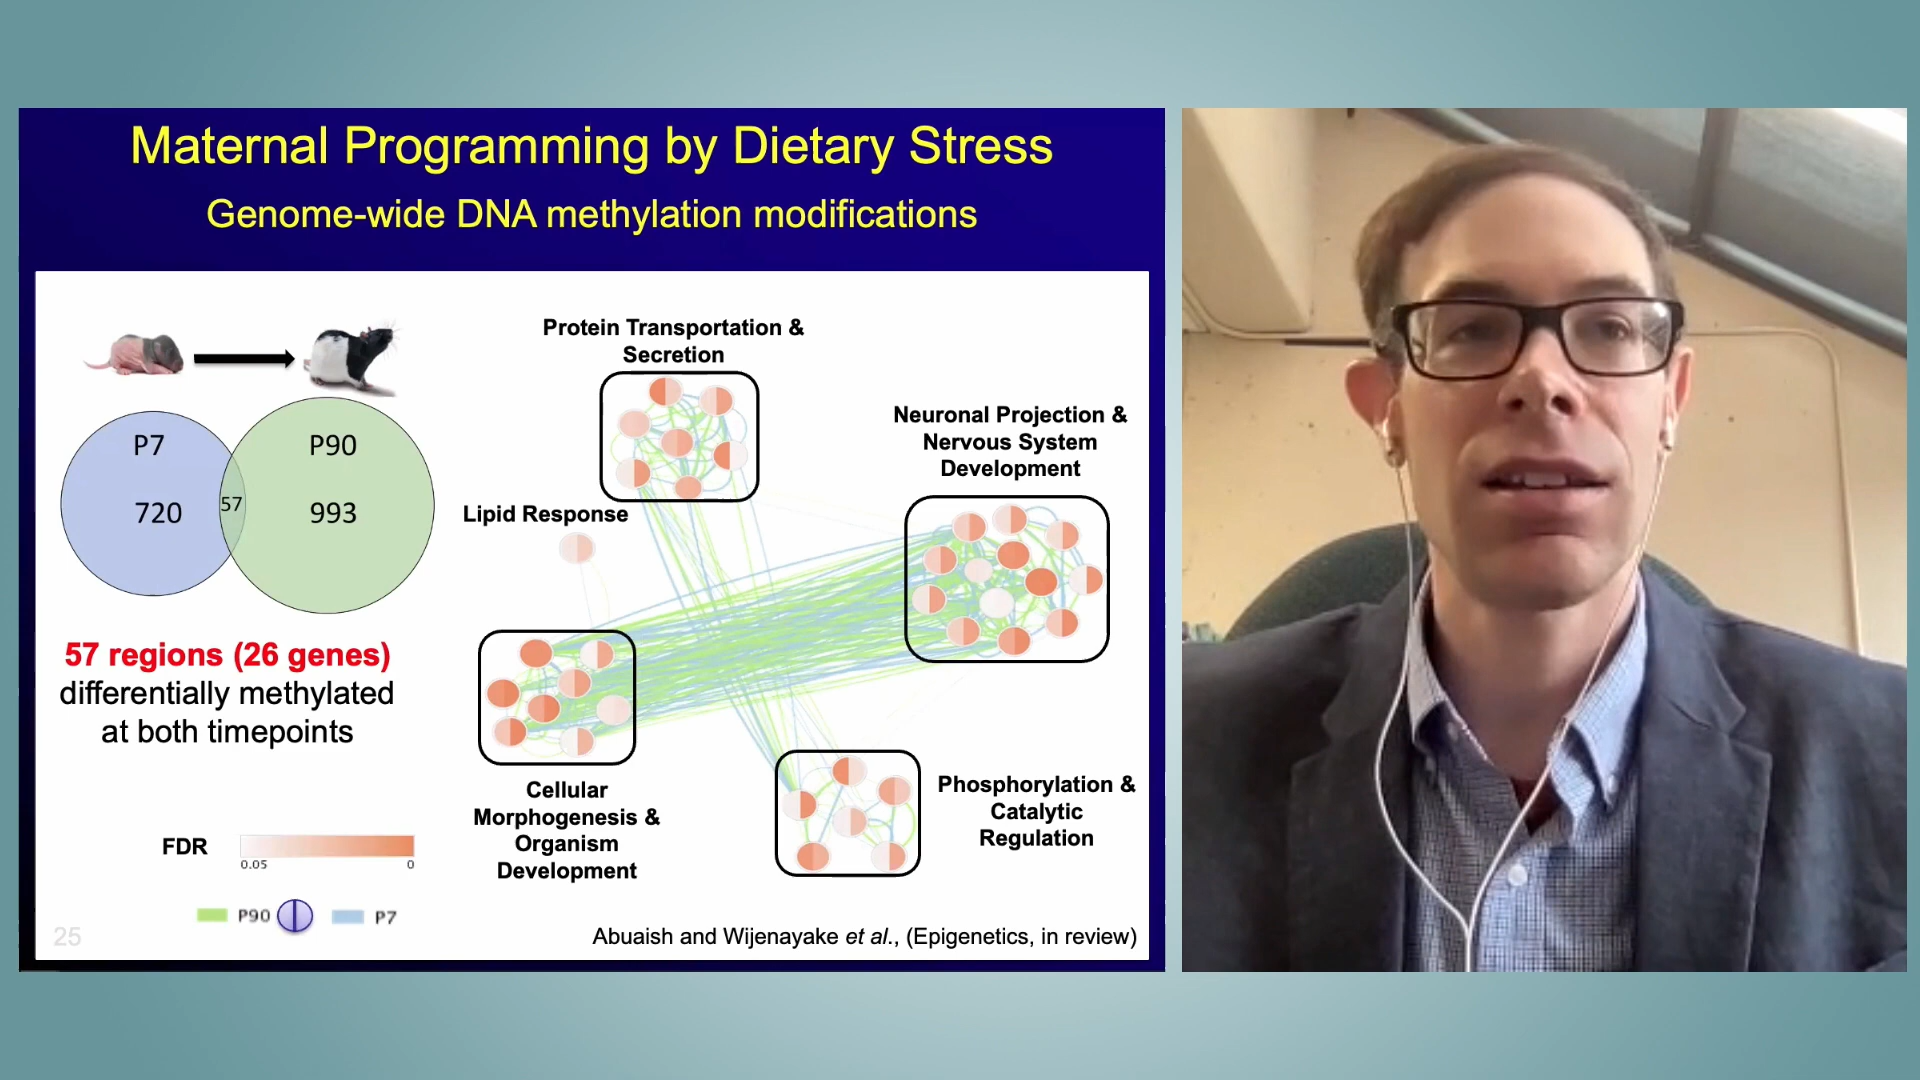 Maternal Programming by Dietary Stress
Genome-wide DNA methylation modifications
P7
P90
720
57
993
57 regions (26 genes)
differentially methylated
at both timepoints
FDR
0.05
0
P90
P7
25
Protein Transportation &
Secretion
Neuronal Projection &
Nervous System
Development
Lipid Response
Cellular
Morphogenesis &
Organism
Development
Phosphorylation &
Catalytic
Regulation
Abuaish and Wijenayake et al., (Epigenetics, in review)